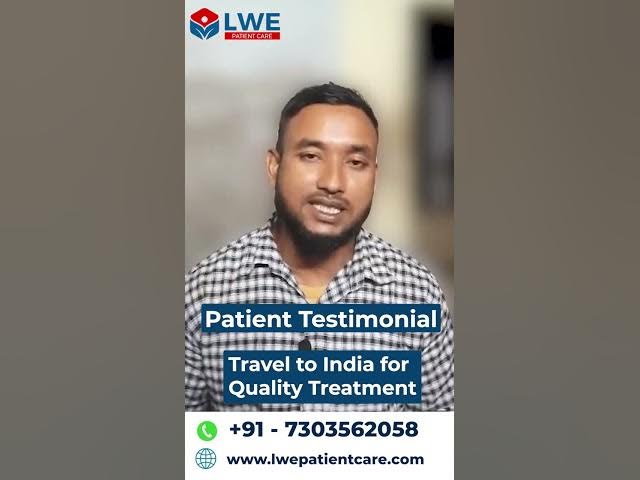 LWE
PATIENT CARE
Patient Testimonial
Travel to India for
Quality Treatment
+91 - 7303562058
www.lwepatientcare.com